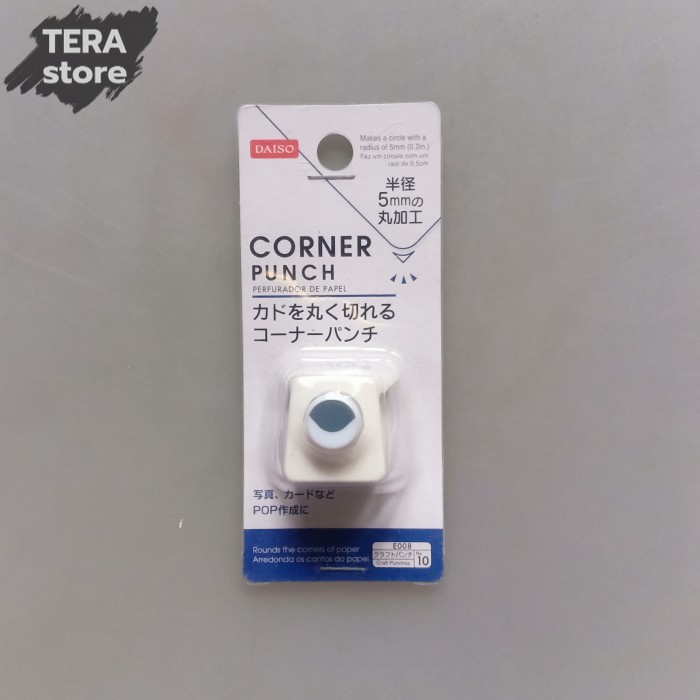 TERA
store
DAISO
Makes a circle with a
radius of 5mm (0.2in.)
Faz um círculo com um
raio de 0,5cm
半径
5mmの
丸加工
CORNER
PUNCH
PERFURADOR DE PAPEL
カドを丸く切れる
コーナーパンチ
写真、カードなど
POP作成に
Rounds the corners of paper
Arredonda os cantos do papel
E008
クラフトパンチ
Craft Punches
No.
10